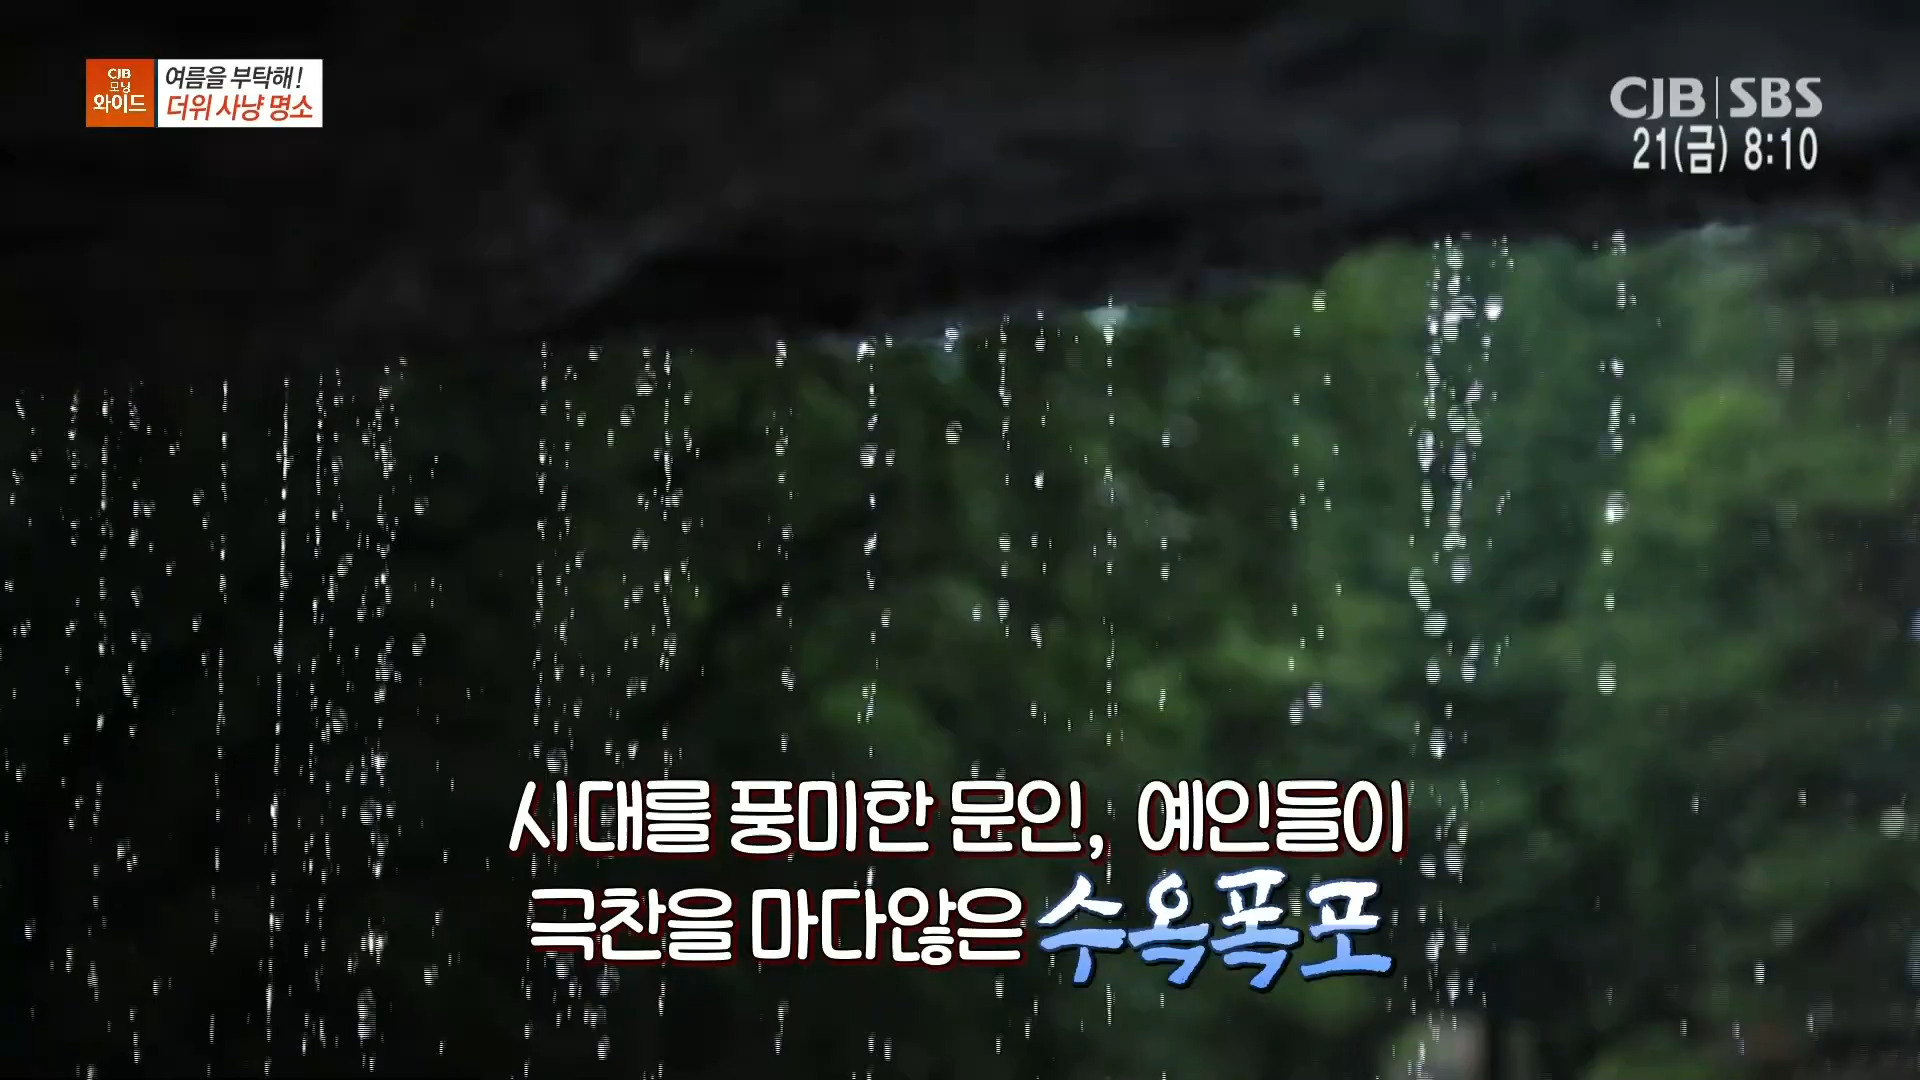 CJB
모닝
와이드
여름을 부탁해!
더위 사냥 명소
CJB | SBS
21(금) 8:10
시대를 풍미한 문인, 예인들이
극찬을 마다않은 수옥폭포